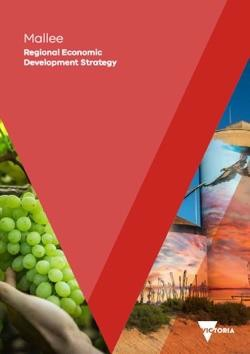 Mallee
Regional Economic
Development Strategy
VICTORIA